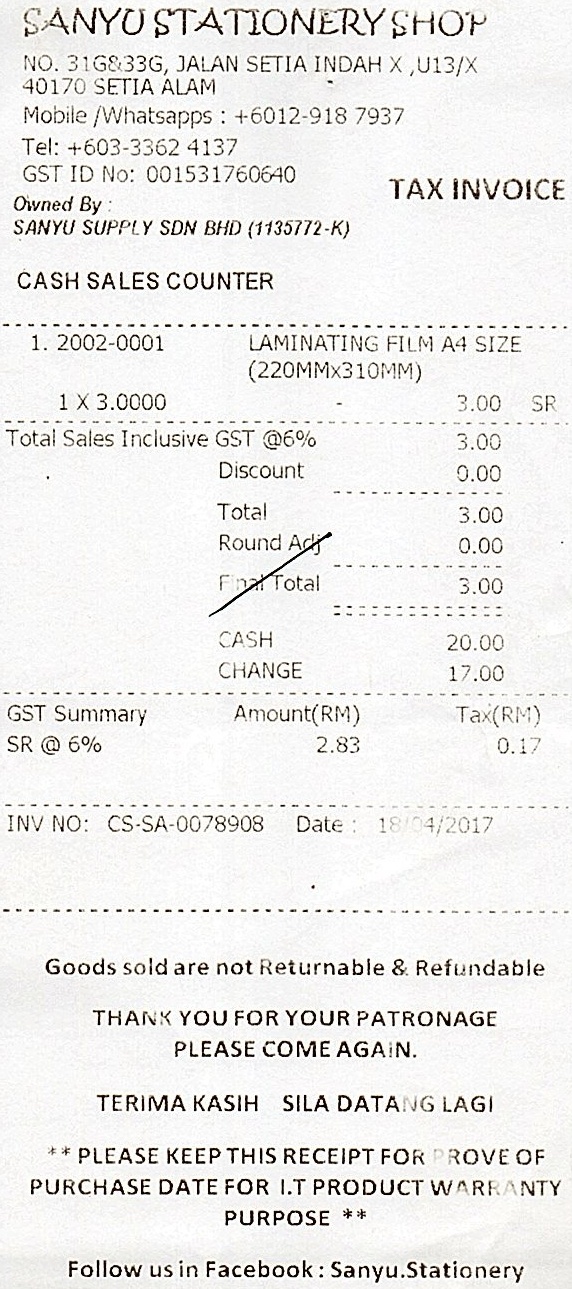 SANYU STATIONERY SHOP
NO. 31G&33G, JALAN SETIA INDAH X ,U13/X
40170 SETIA ALAM
Mobile /Whatsapps : +6012-918 7937
Tel: +603-3362 4137
GST ID No: 001531760640
TAX INVOICE
Owned By :
SANYU SUPPLY SDN BHD (1135772-K)
CASH SALES COUNTER
1. 2002-0001 LAMINATING FILM A4 SIZE
(220MMx310MM)
1 X 3.0000 - 3.00 SR
Total Sales Inclusive GST @6% 3.00
Discount 0.00
Total 3.00
Round Adj 0.00
Final Total 3.00
CASH 20.00
CHANGE 17.00
GST Summary Amount(RM) Tax(RM)
SR @ 6% 2.83 0.17
INV NO: CS-SA-0078908 Date : 18/04/2017
Goods sold are not Returnable & Refundable
THANK YOU FOR YOUR PATRONAGE
PLEASE COME AGAIN.
TERIMA KASIH SILA DATANG LAGI
** PLEASE KEEP THIS RECEIPT FOR PROVE OF
PURCHASE DATE FOR I.T PRODUCT WARRANTY
PURPOSE **
Follow us in Facebook : Sanyu.Stationery